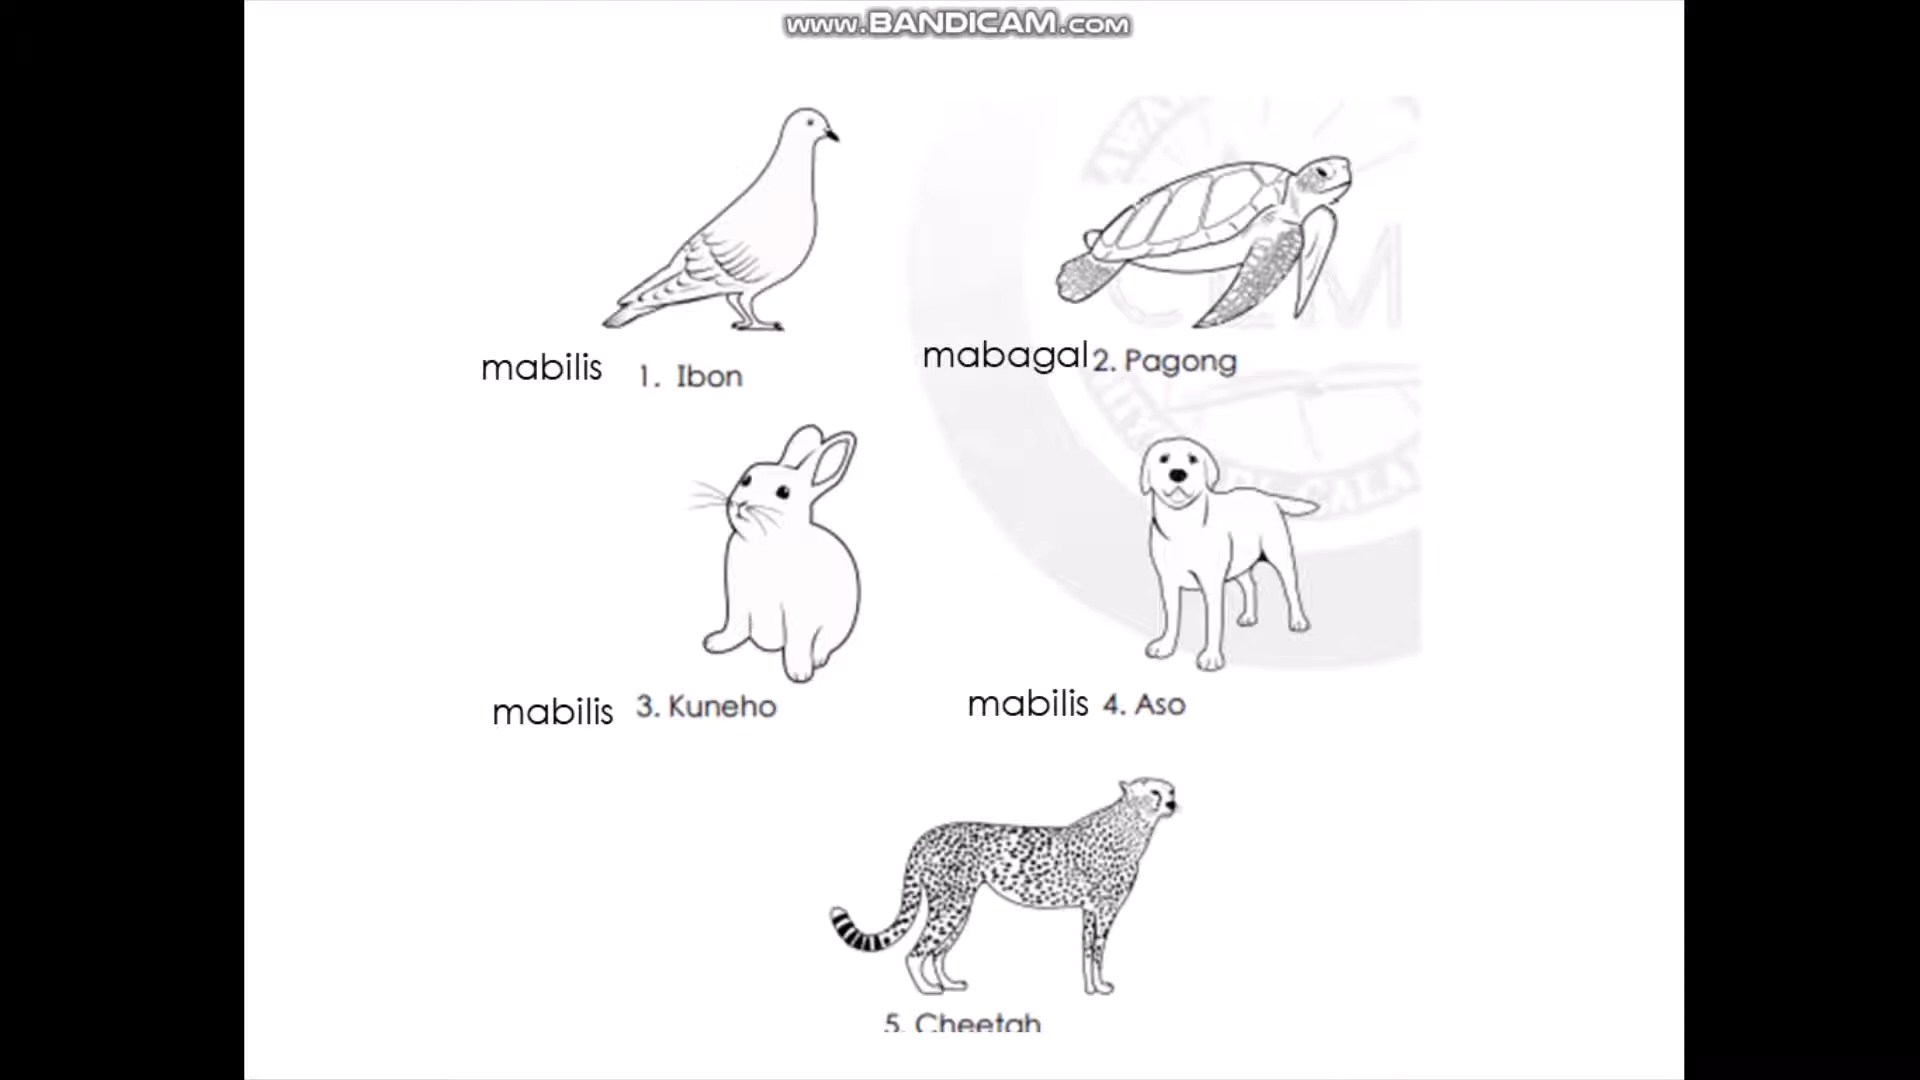 www.BANDICAM.com
mabilis 1. Ibon
mabagal 2. Pagong
mabilis 3. Kuneho
mabilis 4. Aso
5. Cheetah